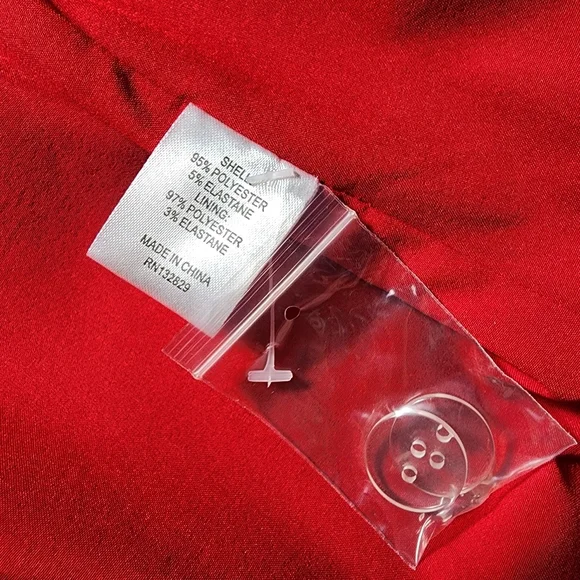 SHELL:
95% POLYESTER
5% ELASTANE
LINING:
97% POLYESTER
3% ELASTANE
MADE IN CHINA
RN132829